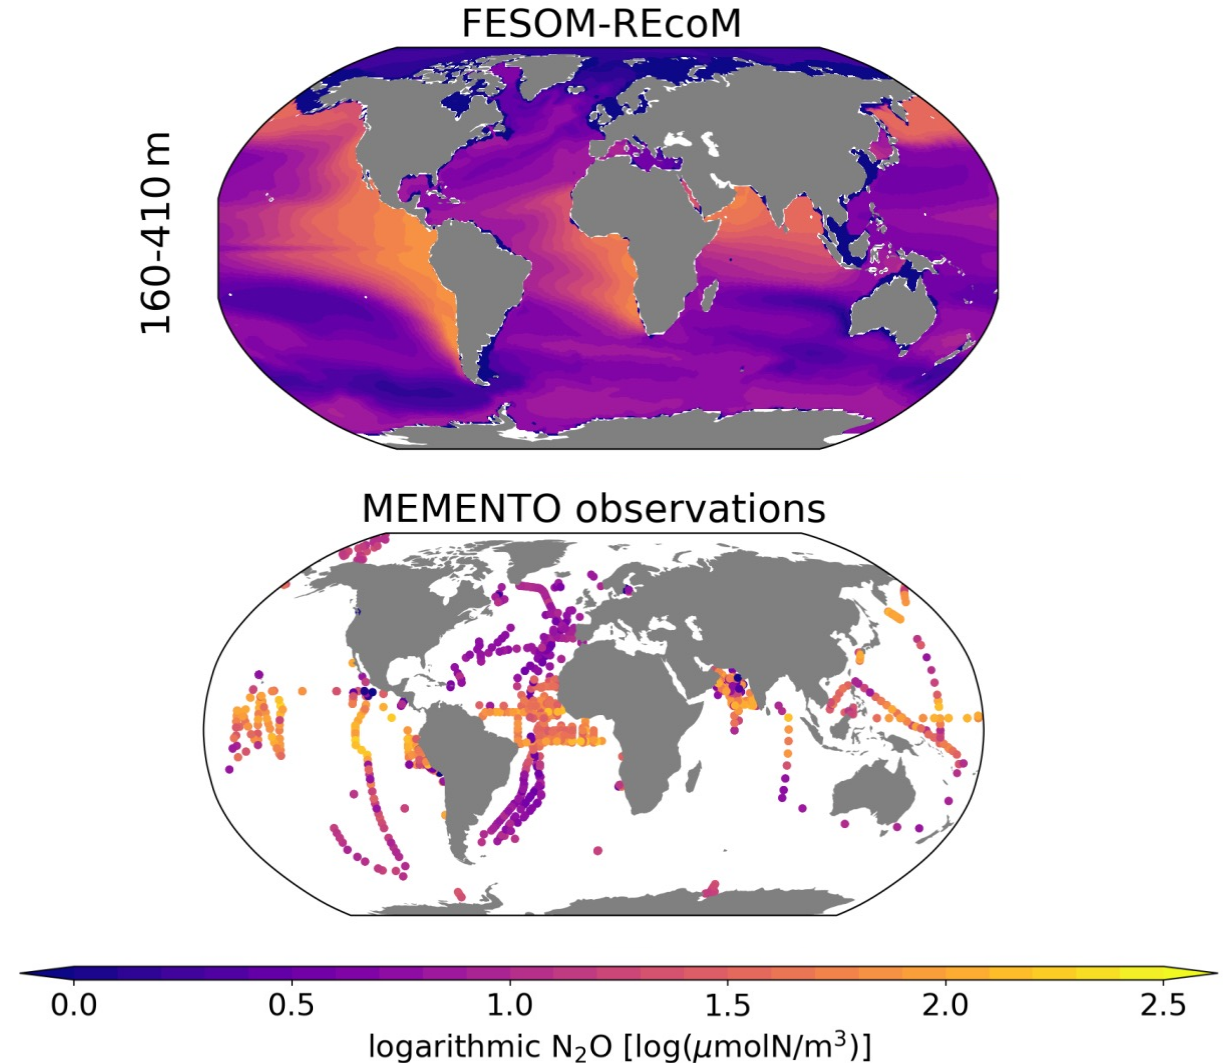 FESOM-REcoM
160-410 m
MEMENTO observations
0.0 0.5 1.0 1.5 2.0 2.5
logarithmic N₂O [log(μmolN/m³)]